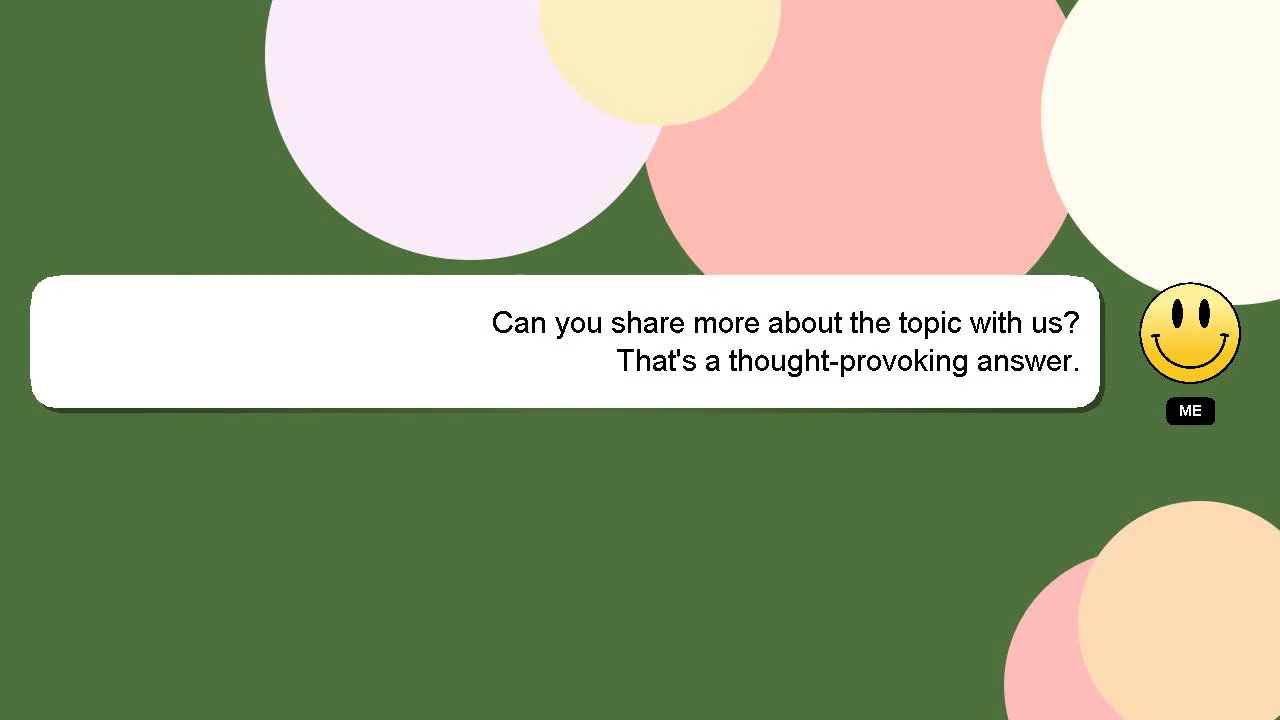 Can you share more about the topic with us?
That's a thought-provoking answer.
ME